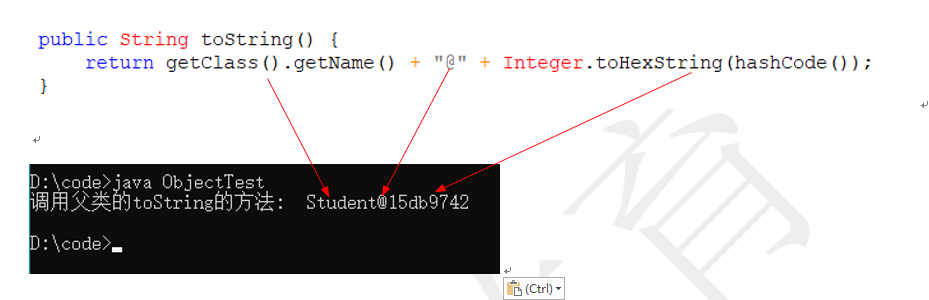 public String toString() {
    return getClass().getName() + "@" + Integer.toHexString(hashCode());
}
D:\code>java ObjectTest
调用父类的toString的方法:  Student@15db9742
D:\code>
(Ctrl)